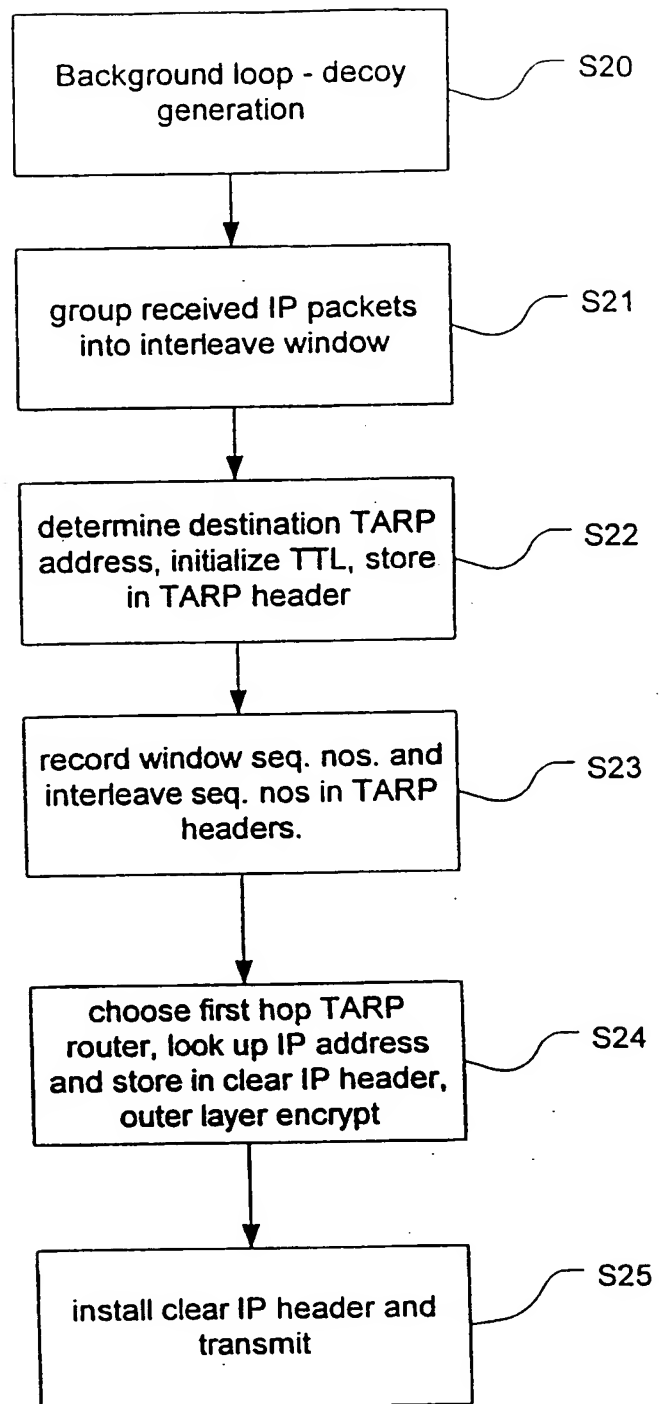 Background loop - decoy
generation
S20
group received IP packets
into interleave window
S21
determine destination TARP
address, initialize TTL, store
in TARP header
S22
record window seq. nos. and
interleave seq. nos in TARP
headers.
S23
choose first hop TARP
router, look up IP address
and store in clear IP header,
outer layer encrypt
S24
install clear IP header and
transmit
S25